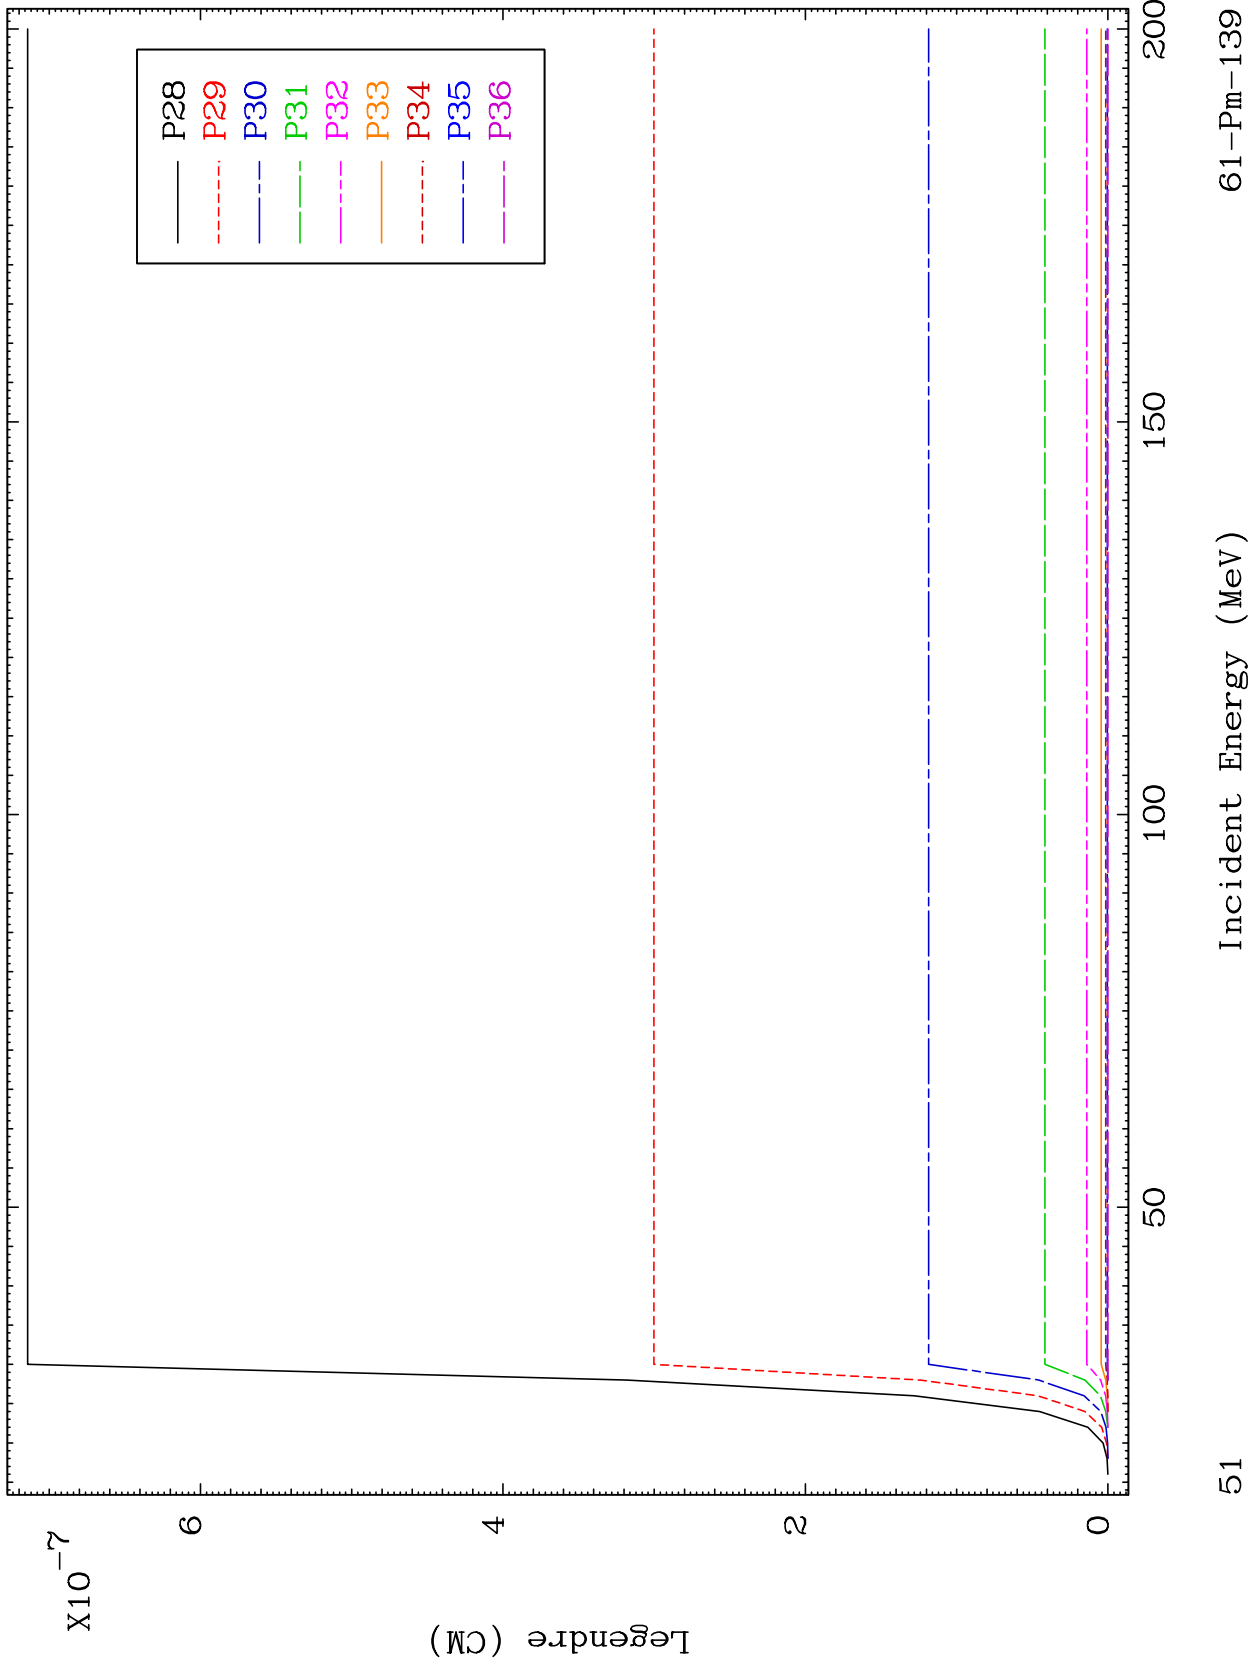 X10-7
Legendre (CM)
6
4
2
0
P28
P29
P30
P31
P32
P33
P34
P35
P36
50
100
150
200
51
Incident Energy (MeV)
61-Pm-139